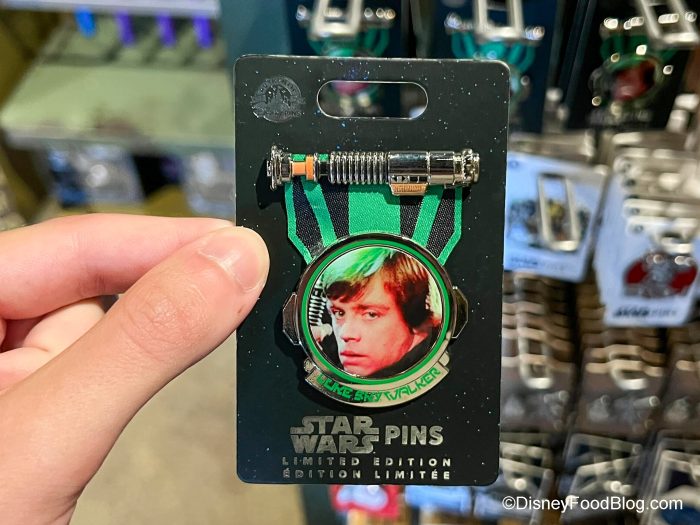 LUKE SKYWALKER
STAR
WARS PINS
LIMITED EDITION
ÉDITION LIMITÉE
©DisneyFoodBlog.com